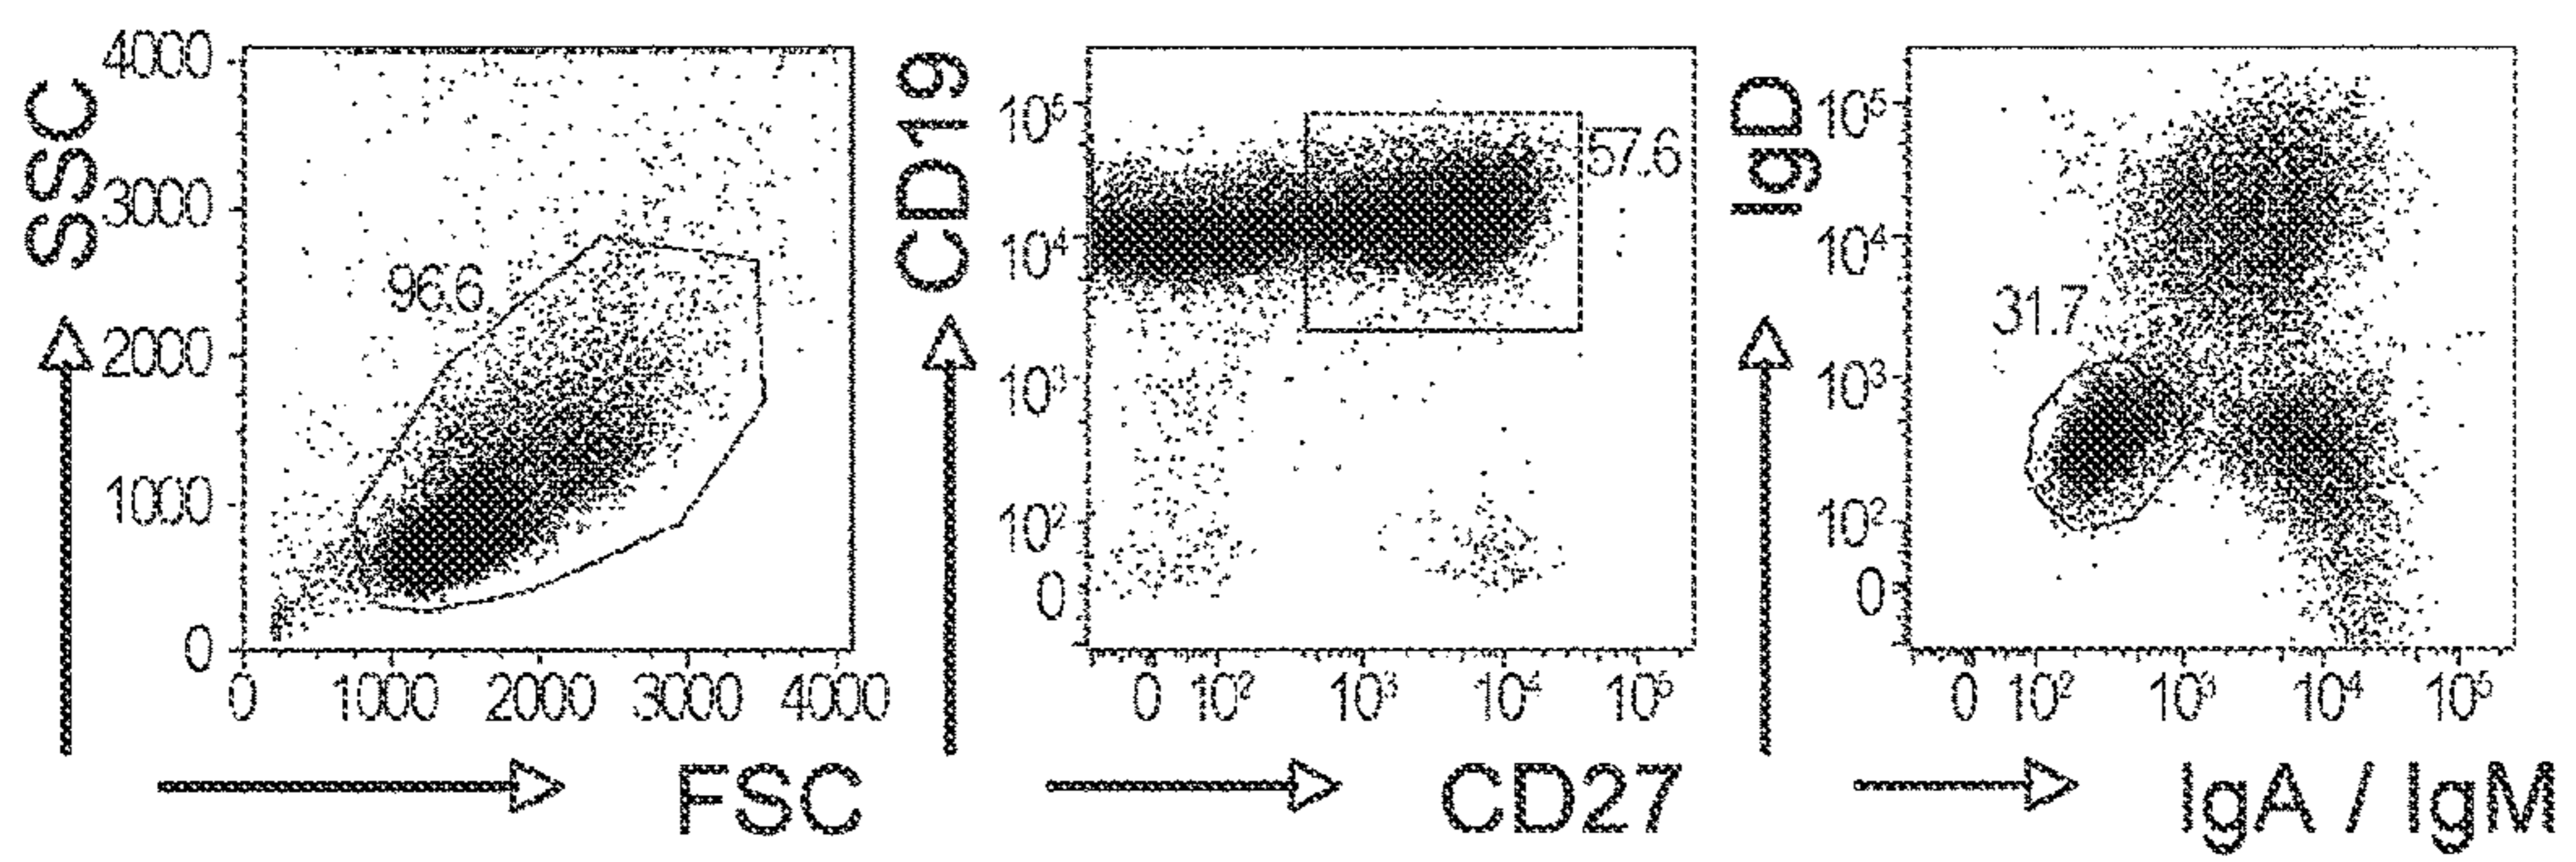 SSC
4000
3000
2000
1000
0
96.6
0 1000 2000 3000 4000
FSC
CD19
10⁵
10⁴
10³
10²
0
57.6
0 10² 10³ 10⁴ 10⁵
CD27
IgD
10⁵
10⁴
10³
10²
0
31.7
0 10² 10³ 10⁴ 10⁵
IgA / IgM